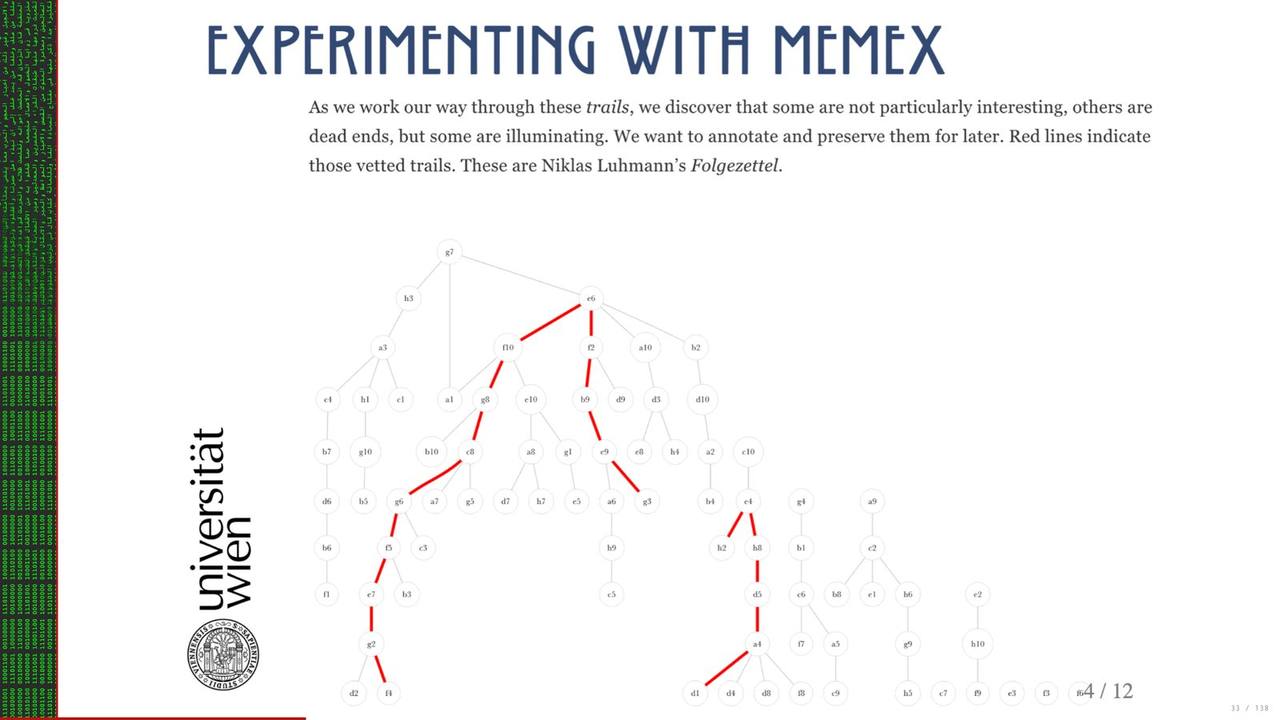 EXPERIMENTING WITH MEMEX
As we work our way through these trails, we discover that some are not particularly interesting, others are
dead ends, but some are illuminating. We want to annotate and preserve them for later. Red lines indicate
those vetted trails. These are Niklas Luhmann's Folgezettel.
g7
h3 e6
a3 f10 f2 a10 b2
c4 h1 c1 a1 g8 e10 b9 d9 d3 d10
b7 g10 b10 c8 a8 g1 e8 h4 a2 c10
d6 b5 g6 a7 g5 d7 h7 e5 a6 g3 b4 e4 g4 a9
b6 f5 c3 h9 h2 h8 b1 c2
f1 e7 b3 c5 d5 c6 b8 e1 h6 e2
g2 a4 f7 a5 e9 h10
d2 f4 d1 d4 d8 f8 c9 h5 c7 f9 e3 f3 f6
4 / 12
33 / 138
universität
wien